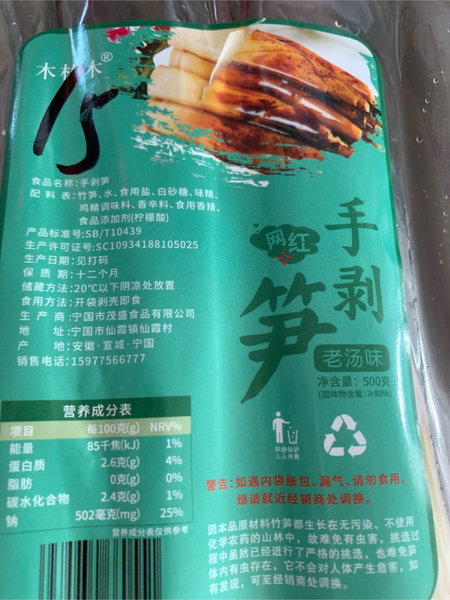 木林木®
15
食品名称:手剥笋
配 料 表:竹笋、水、食用盐、白砂糖、味精、
鸡精调味料、香辛料、食用香精、
食品添加剂(柠檬酸)
产品标准号:SB/T10439
生产许可证号:SC10934188105025
生产日期:见打码
保 质 期:十二个月
储藏方法:20℃以下阴凉处放置
食用方法:开袋剥壳即食
生 产 商:宁国市茂盛食品有限公司
地 址:宁国市仙霞镇仙霞村
产 地:安徽·宣城·宁国
销售电话:15977566777
网红
手剥
笋
老汤味
净含量:500克
(固体物含量:≥80%)
环境保护
人人有责
营养成分表
项目 每100克(g) NRV%
能量 85千焦(kJ) 1%
蛋白质 2.6克(g) 4%
脂肪 0克(g) 0%
碳水化合物 2.4克(g) 1%
钠 502毫克(mg) 25%
营养成分表仅供参考
警告:如遇内袋胀包、漏气、请勿食用,
烦请就近经销商处调换。
因本品原材料竹笋都生长在无污染、不使用
化学农药的山林中,故难免有虫害,挑选过
程中虽然已经进行了严格的挑选,也难免笋
体内有虫存在,它不会对人体产生危害,如
有发现,可至经销商处调换。